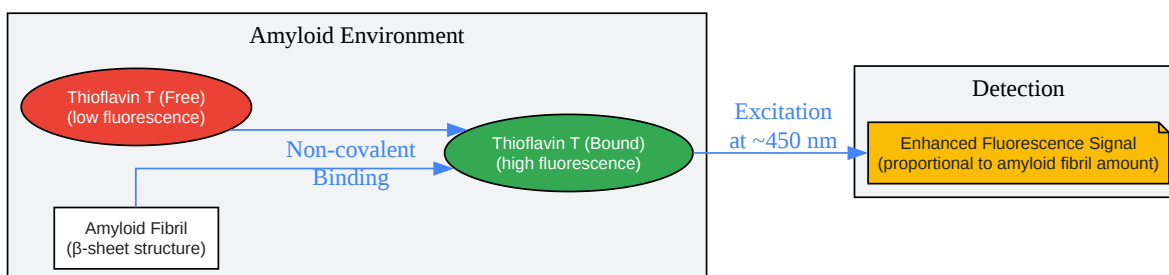 Amyloid Environment
Thioflavin T (Free)
(low fluorescence)
Non-covalent
Binding
Amyloid Fibril
(β-sheet structure)
Thioflavin T (Bound)
(high fluorescence)
Excitation
at ~450 nm
Detection
Enhanced Fluorescence Signal
(proportional to amyloid fibril amount)